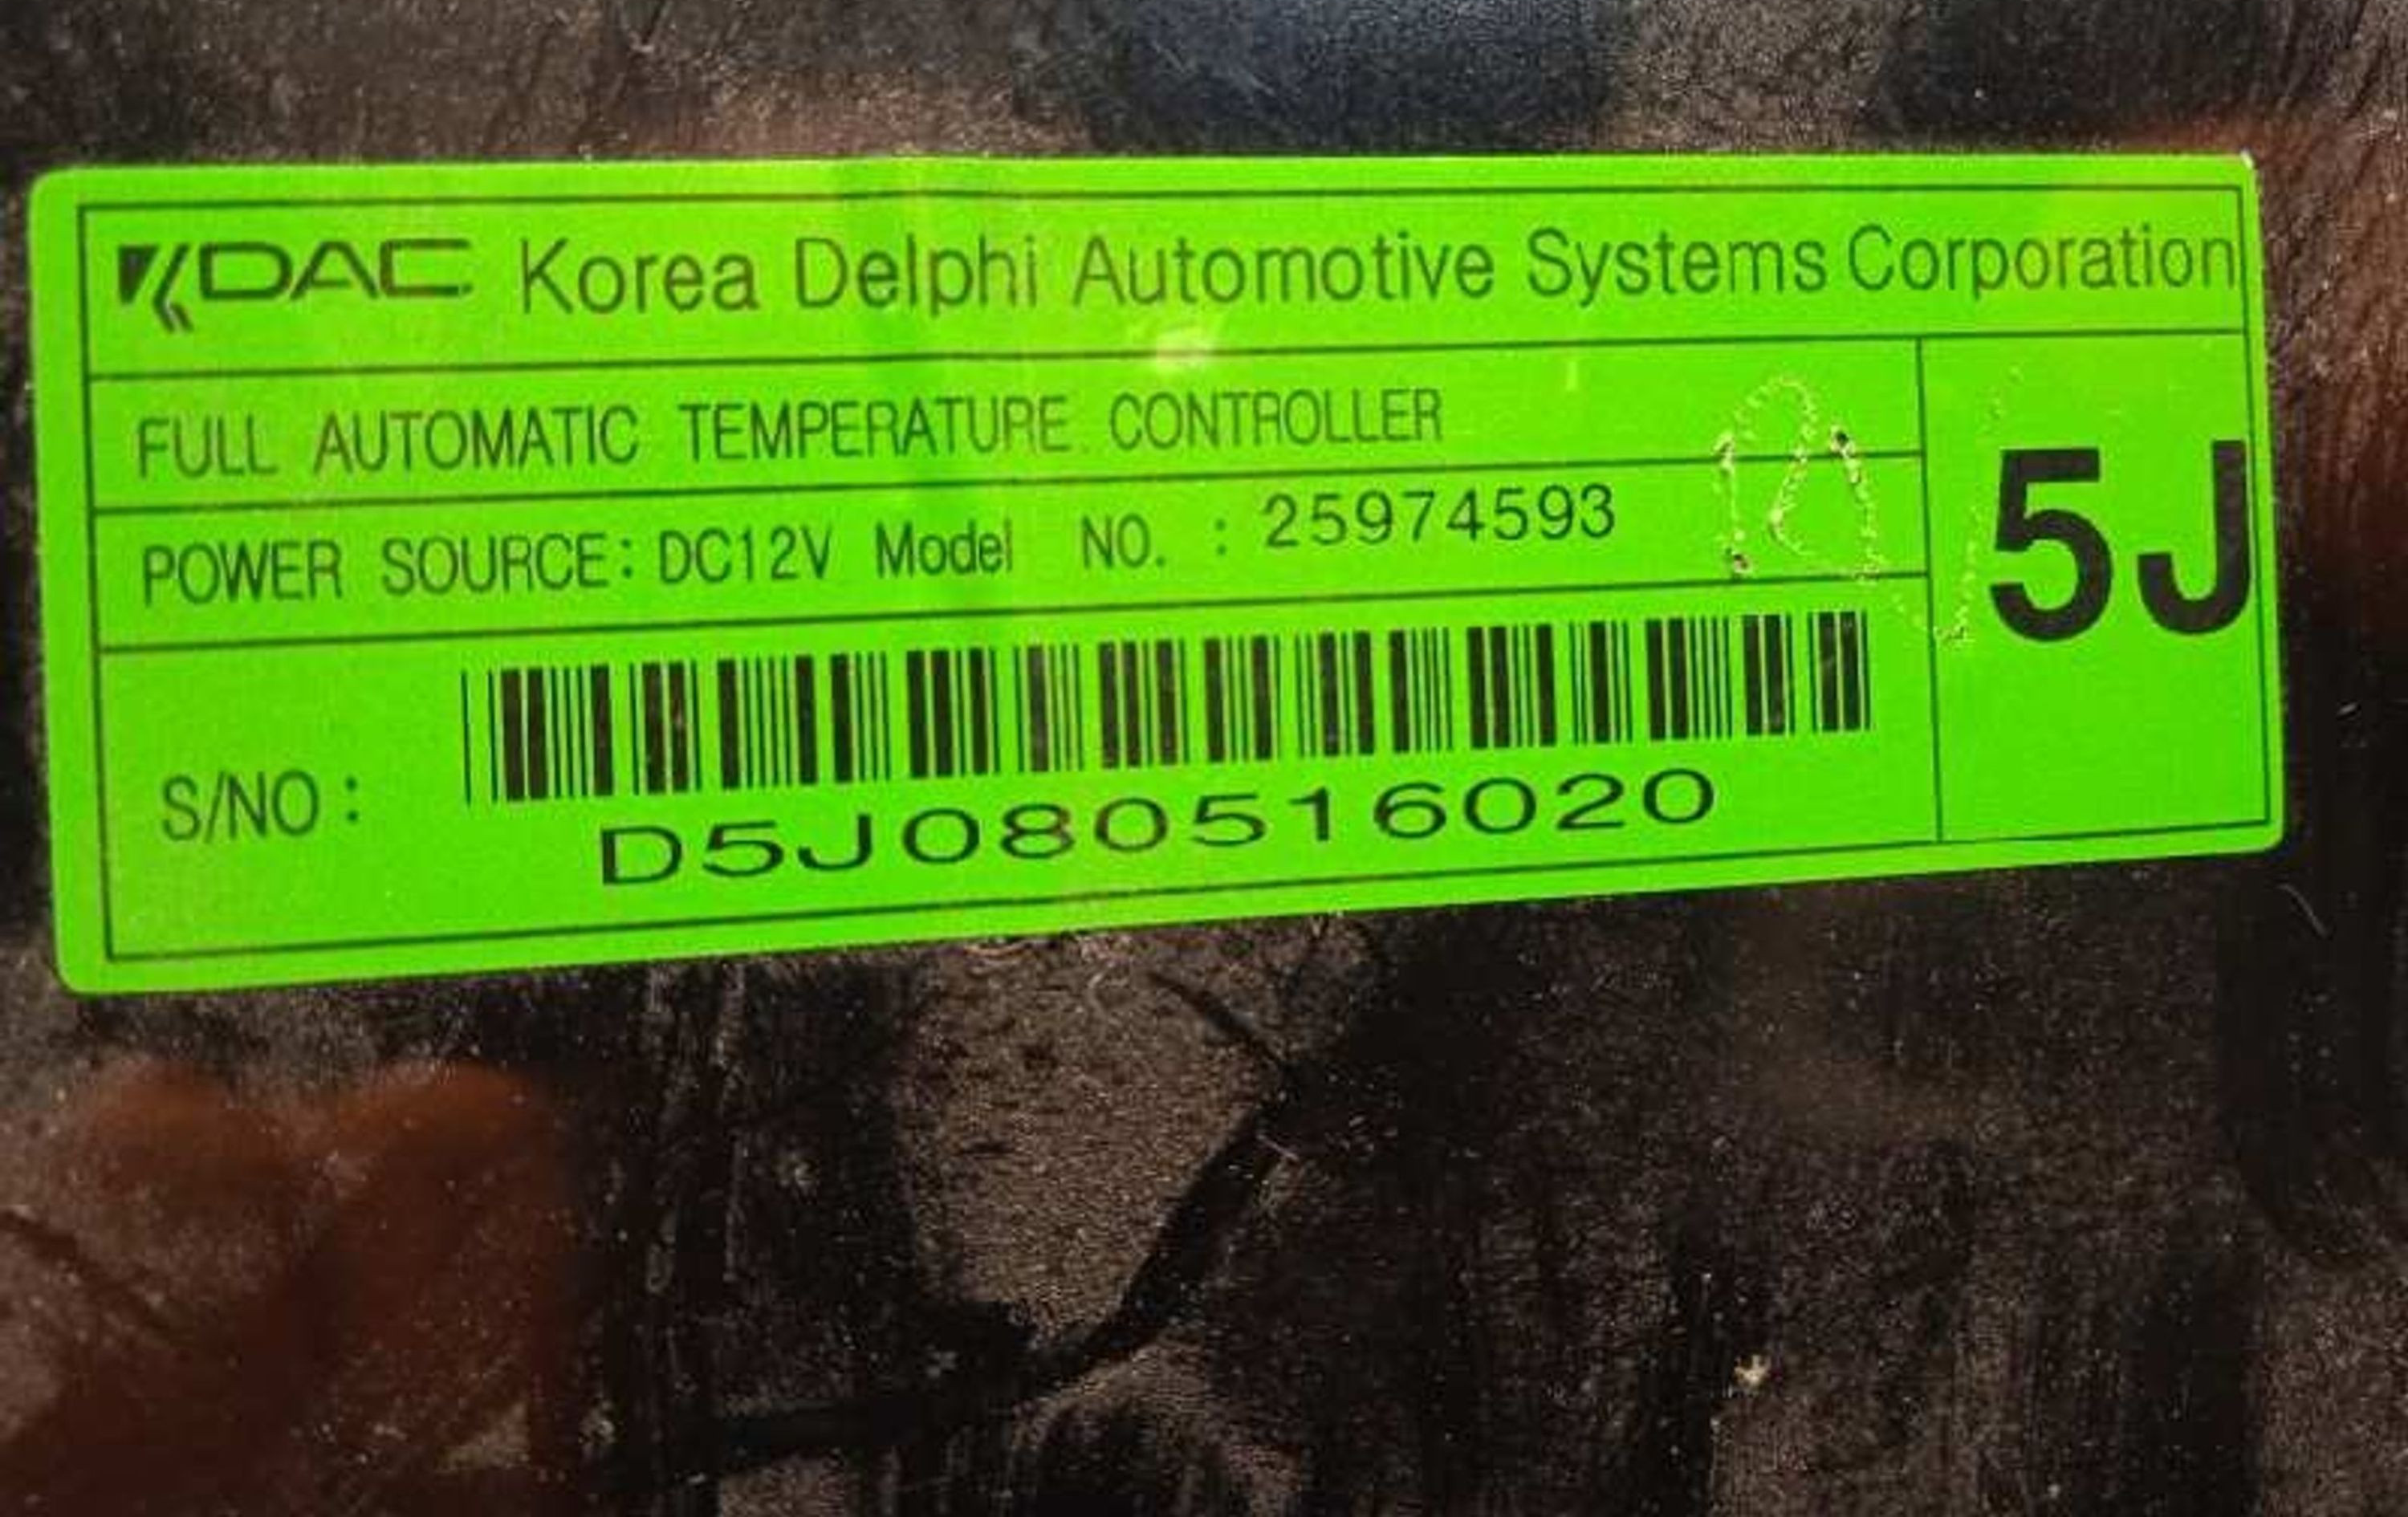 KDAC Korea Delphi Automotive Systems Corporation
FULL AUTOMATIC TEMPERATURE CONTROLLER
POWER SOURCE: DC12V Model NO. : 25974593
5J
S/NO :
D5J080516020